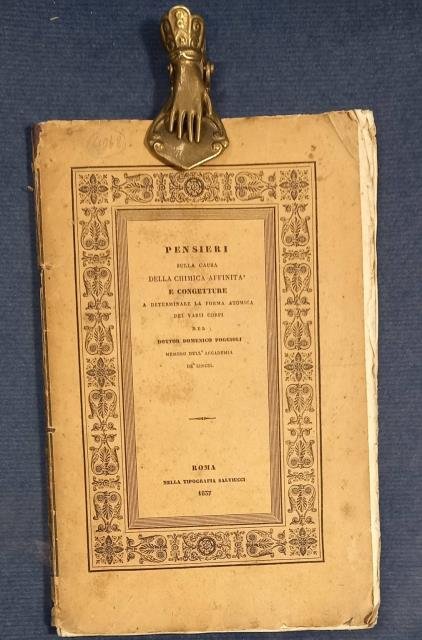 PENSIERI
SULLA CAUSA
DELLA CHIMICA AFFINITA'
E CONGETTURE
A DETERMINARE LA FORMA ATOMICA
DEI VARII CORPI
DEL
DOTTOR DOMENICO POGGIOLI
MEMBRO DELL' ACCADEMIA
DE' LINCEI.
ROMA
NELLA TIPOGRAFIA SALVIUCCI
1837